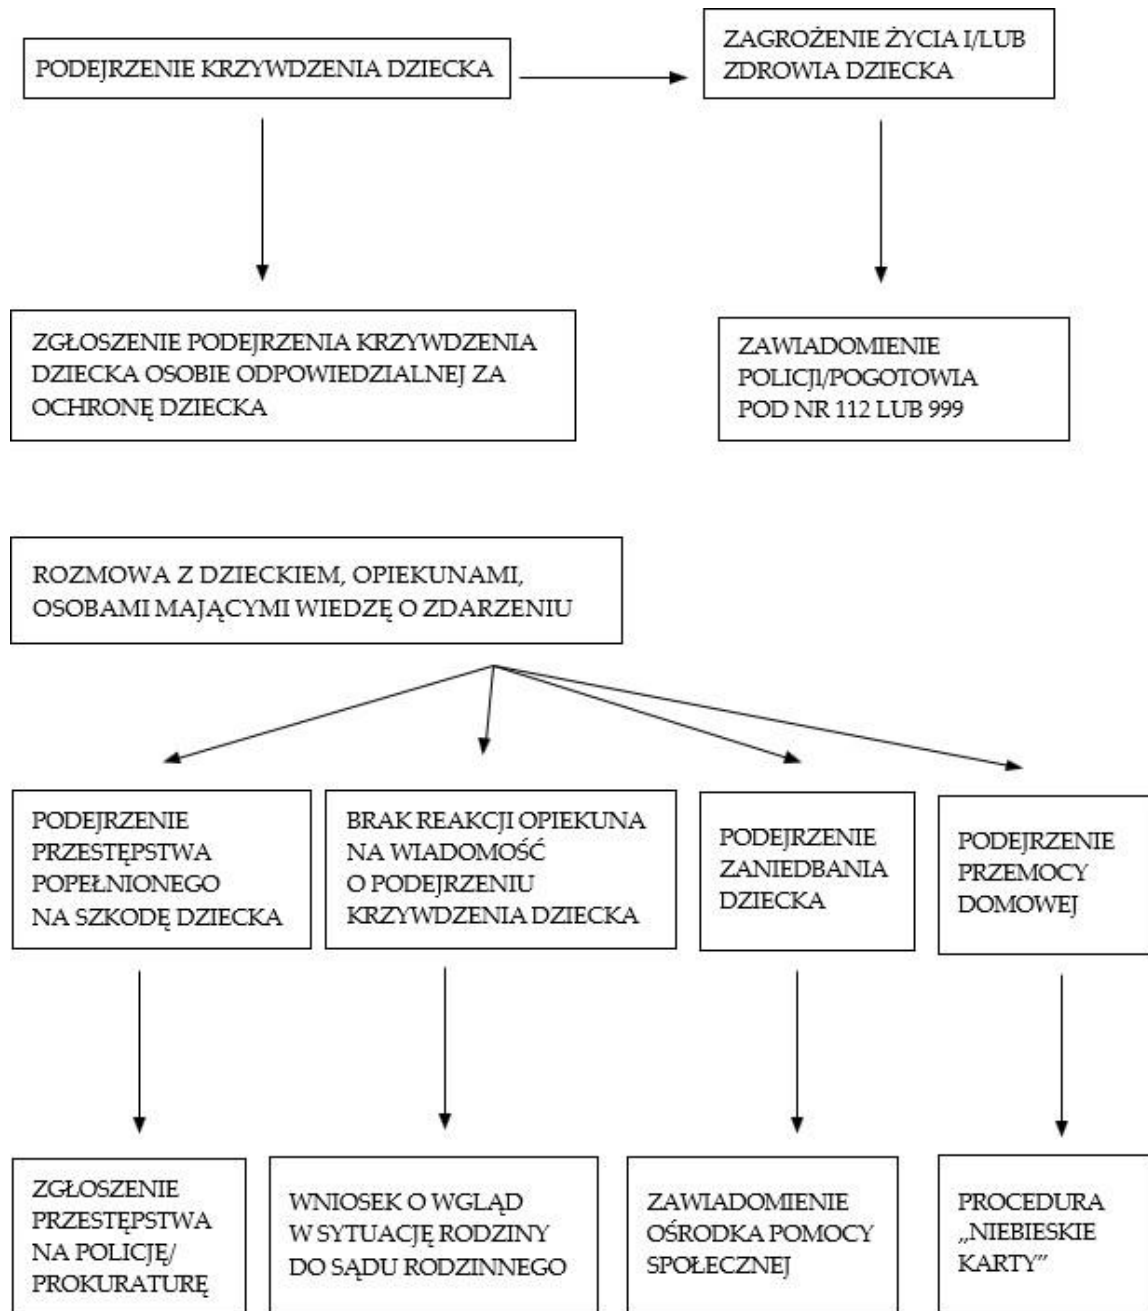 PODEJRZENIE KRZYWDZENIA DZIECKA
ZAGROŻENIE ŻYCIA I/LUB
ZDROWIA DZIECKA
ZGŁOSZENIE PODEJRZENIA KRZYWDZENIA
DZIECKA OSOBIE ODPOWIEDZIALNEJ ZA
OCHRONĘ DZIECKA
ZAWIADOMIENIE
POLICJI/POGOTOWIA
POD NR 112 LUB 999
ROZMOWA Z DZIECKIEM, OPIEKUNAMI,
OSOBAMI MAJĄCYMI WIEDZĘ O ZDARZENIU
PODEJRZENIE
PRZESTĘPSTWA
POPEŁNIONEGO
NA SZKODĘ DZIECKA
BRAK REAKCJI OPIEKUNA
NA WIADOMOŚĆ
O PODEJRZENIU
KRZYWDZENIA DZIECKA
PODEJRZENIE
ZANIEDBANIA
DZIECKA
PODEJRZENIE
PRZEMOCY
DOMOWEJ
ZGŁOSZENIE
PRZESTĘPSTWA
NA POLICJĘ/
PROKURATURĘ
WNIOSEK O WGLĄD
W SYTUACJĘ RODZINY
DO SĄDU RODZINNEGO
ZAWIADOMIENIE
OŚRODKA POMOCY
SPOŁECZNEJ
PROCEDURA
„NIEBIESKIE
KARTY”